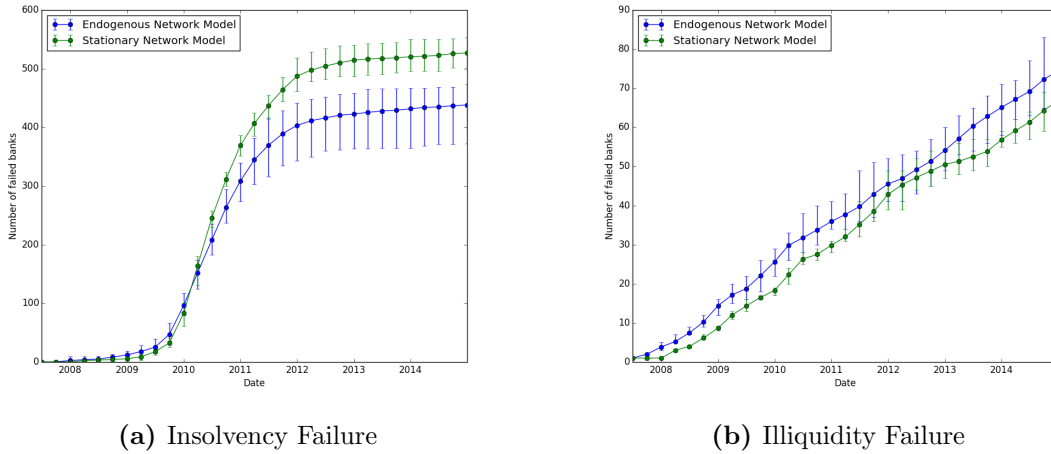 600
500
400
300
200
100
0
Number of failed banks
Endogenous Network Model
Stationary Network Model
2008 2009 2010 2011 2012 2013 2014
Date
(a) Insolvency Failure
90
80
70
60
50
40
30
20
10
0
Number of failed banks
Endogenous Network Model
Stationary Network Model
2008 2009 2010 2011 2012 2013 2014
Date
(b) Illiquidity Failure